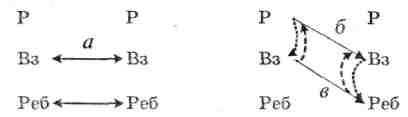 Р Р Р Р
а б
Вз Вз Вз Вз
в
Реб Реб Реб Реб